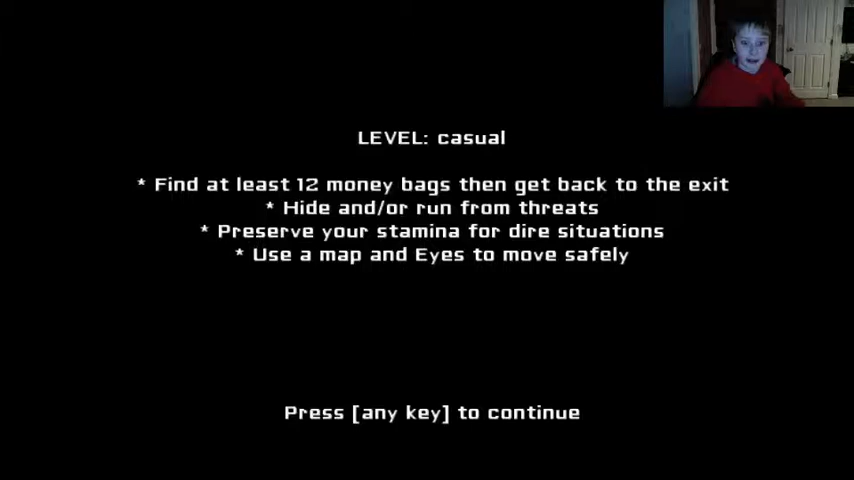 LEVEL: casual
* Find at least 12 money bags then get back to the exit
* Hide and/or run from threats
* Preserve your stamina for dire situations
* Use a map and Eyes to move safely
Press [any key] to continue